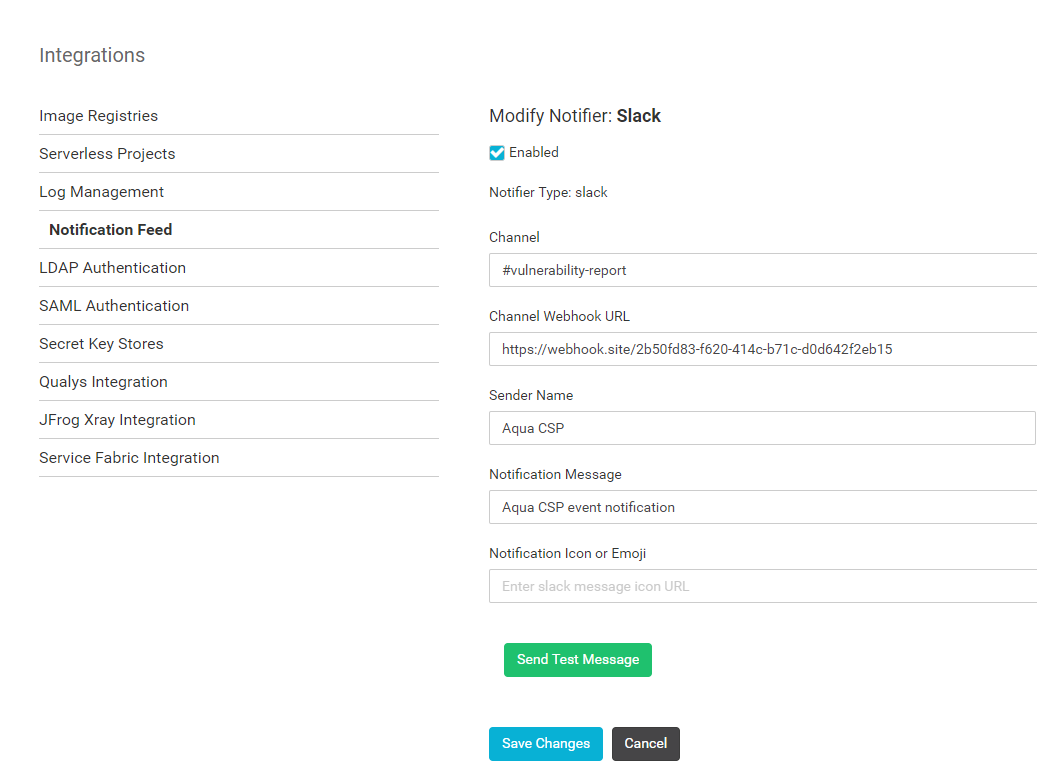 Integrations
Image Registries
Serverless Projects
Log Management
Notification Feed
LDAP Authentication
SAML Authentication
Secret Key Stores
Qualys Integration
JFrog Xray Integration
Service Fabric Integration
Modify Notifier: Slack
Enabled
Notifier Type: slack
Channel
#vulnerability-report
Channel Webhook URL
https://webhook.site/2b50fd83-f620-414c-b71c-d0d642f2eb15
Sender Name
Aqua CSP
Notification Message
Aqua CSP event notification
Notification Icon or Emoji
Enter slack message icon URL
Send Test Message
Save Changes
Cancel